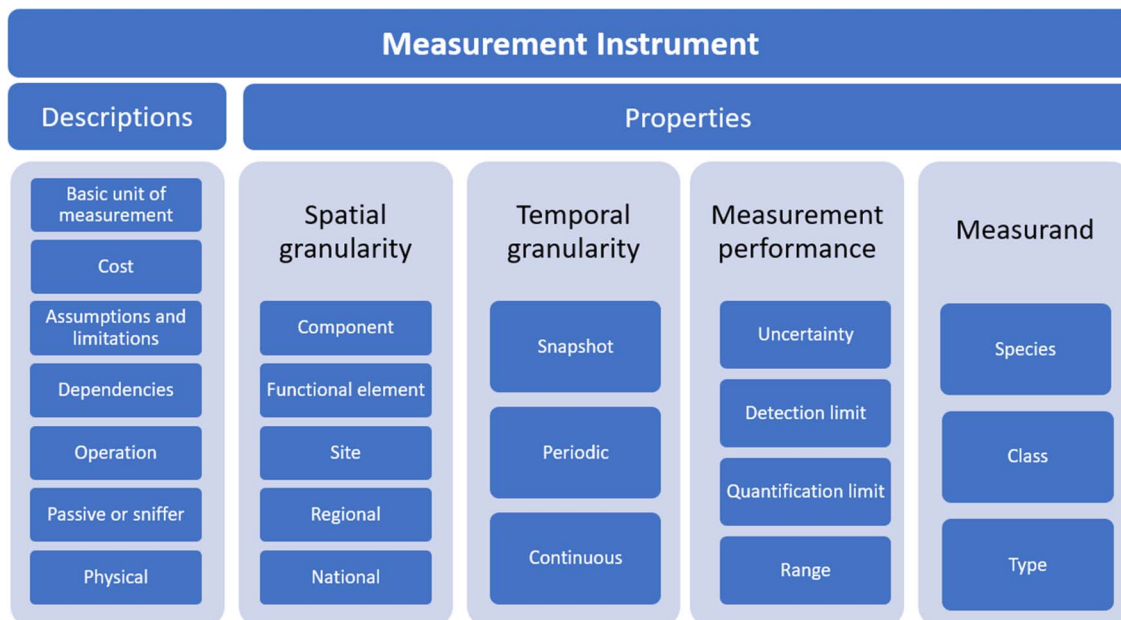 Measurement Instrument
Descriptions
Properties
Basic unit of
measurement
Cost
Assumptions and
limitations
Dependencies
Operation
Passive or sniffer
Physical
Spatial
granularity
Component
Functional element
Site
Regional
National
Temporal
granularity
Snapshot
Periodic
Continuous
Measurement
performance
Uncertainty
Detection limit
Quantification limit
Range
Measurand
Species
Class
Type